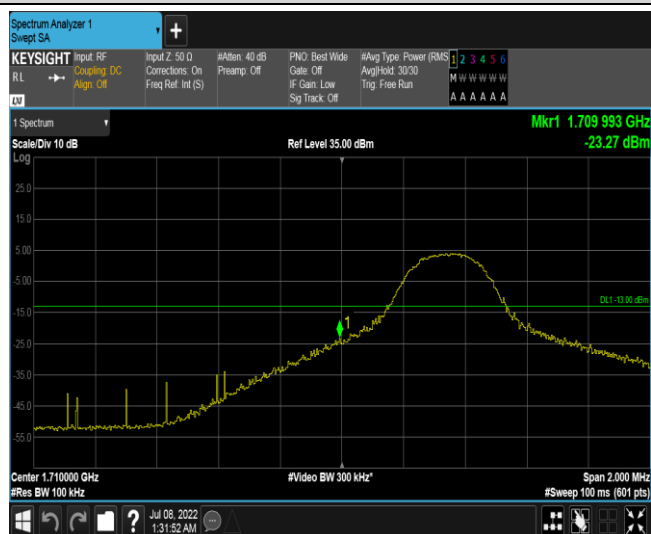 Spectrum Analyzer 1
Swept SA
+
KEYSIGHT
RL
LXI
Input: RF
Coupling: DC
Align: Off
Input Z: 50 Ω
Corrections: On
Freq Ref: Int (S)
#Atten: 40 dB
Preamp: Off
PNO: Best Wide
Gate: Off
IF Gain: Low
Sig Track: Off
#Avg Type: Power (RMS
Avg|Hold: 30/30
Trig: Free Run
1 2 3 4 5 6
M W W W W W
A A A A A A
1 Spectrum
Mkr1 1.709 993 GHz
Scale/Div 10 dB
Ref Level 35.00 dBm
-23.27 dBm
Log
25.0
15.0
5.00
-5.00
DL1 -13.00 dBm
-15.0
1
-25.0
-35.0
-45.0
-55.0
Center 1.710000 GHz
#Video BW 300 kHz*
Span 2.000 MHz
#Res BW 100 kHz
#Sweep 100 ms (601 pts)
?
Jul 08, 2022
1:31:52 AM